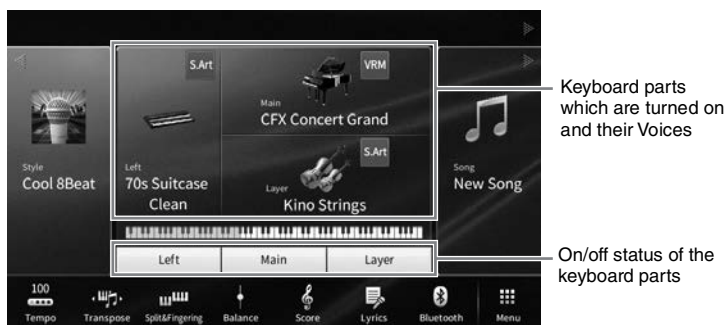 S.Art
VRM
Main
CFX Concert Grand
Keyboard parts
which are turned on
and their Voices
Style
Cool 8Beat
Left
70s Suitcase
Clean
S.Art
Layer
Kino Strings
Song
New Song
Left
Main
Layer
On/off status of the
keyboard parts
100
Tempo
Transpose
Split&Fingering
Balance
Score
Lyrics
Bluetooth
Menu